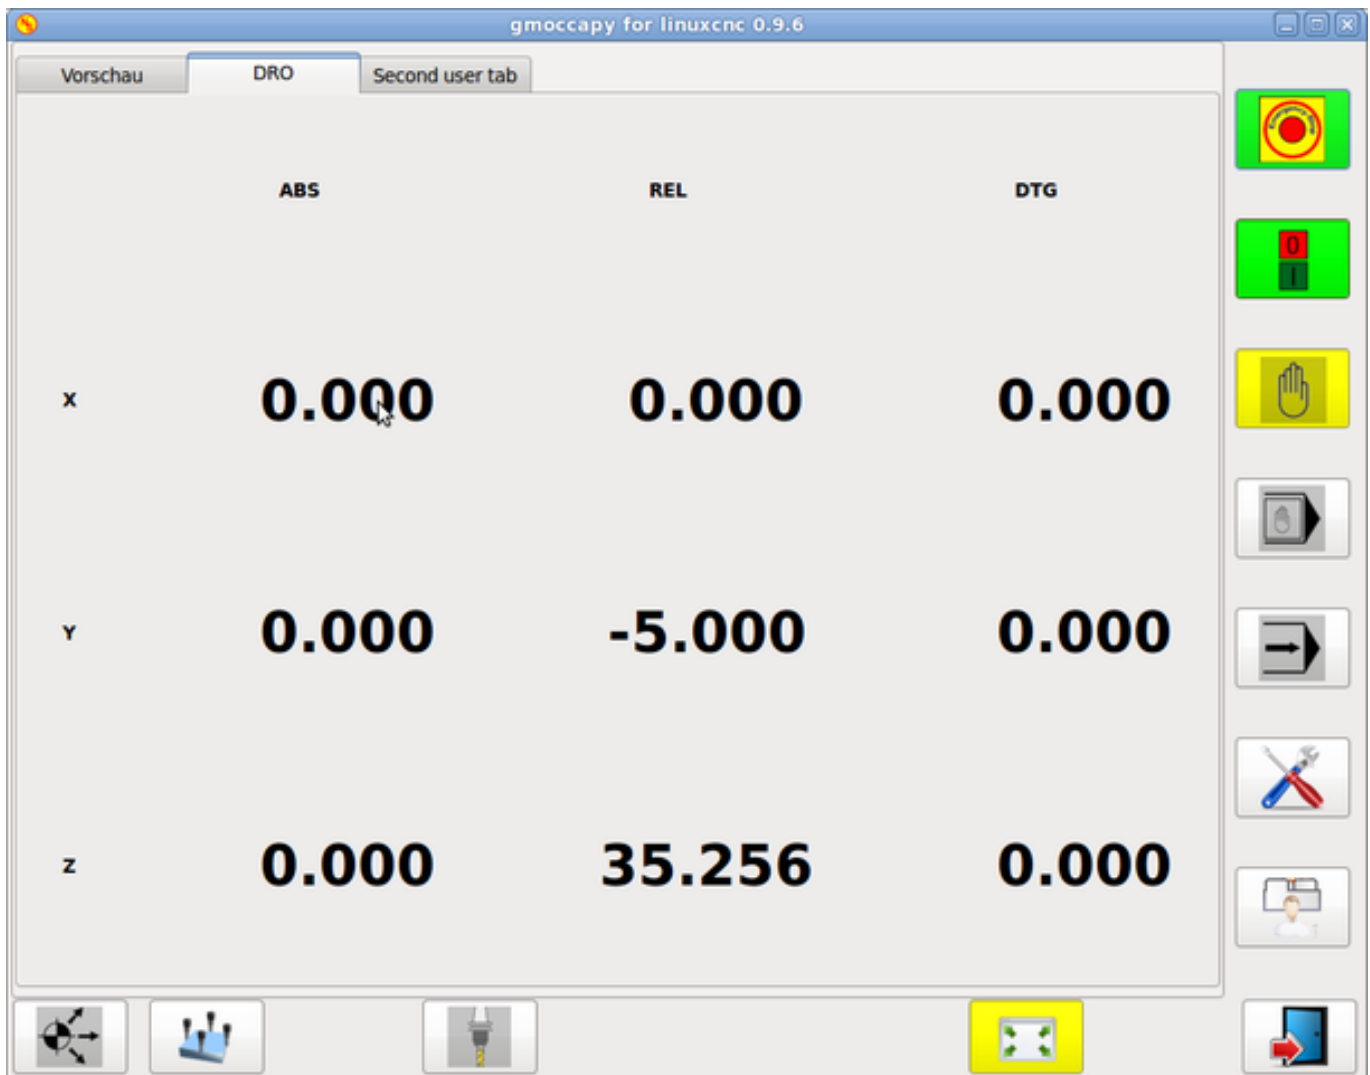 gmoccapy for linuxcnc 0.9.6
Vorschau DRO Second user tab
ABS REL DTG
0
I
X 0.000 0.000 0.000
Y 0.000 -5.000 0.000
Z 0.000 35.256 0.000